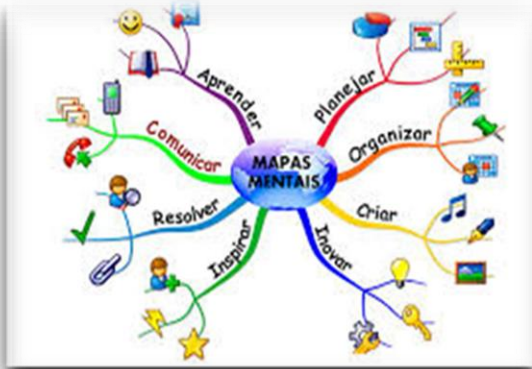 MAPAS
MENTAIS
Planejar
Organizar
Criar
Inovar
Inspirar
Resolver
Comunicar
Aprender